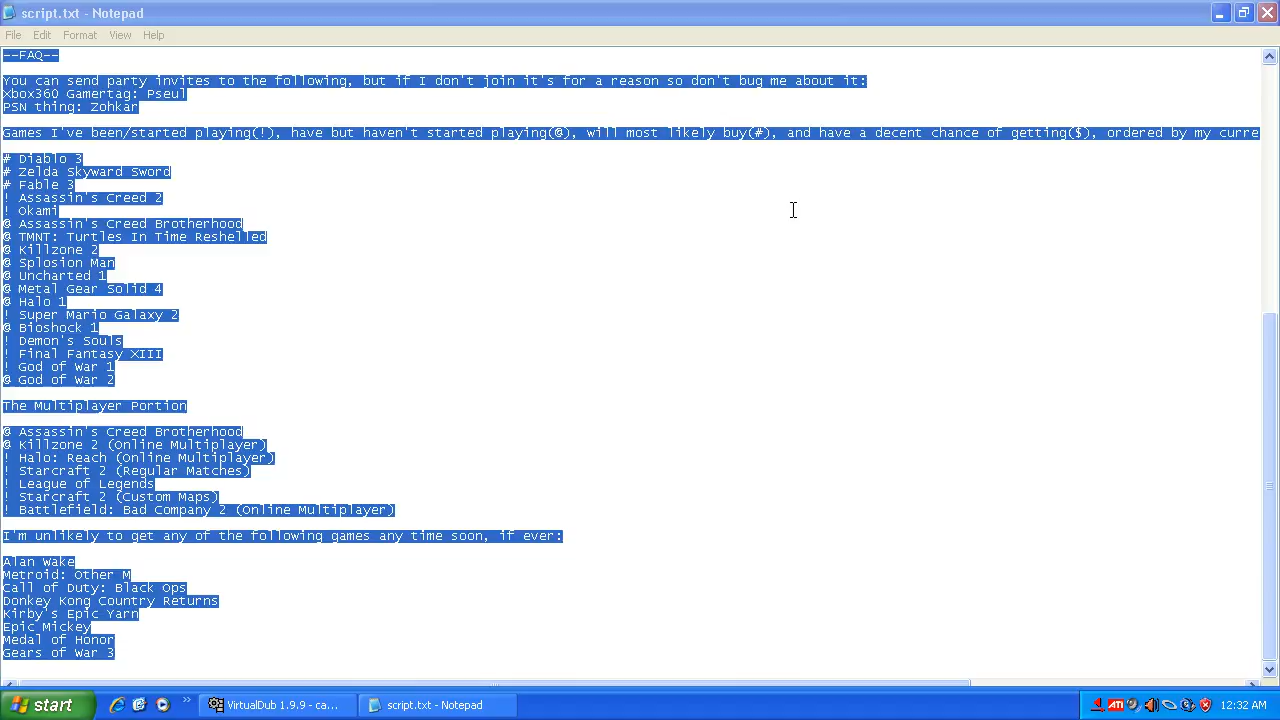 script.txt - Notepad
File Edit Format View Help
--FAQ--
You can send party invites to the following, but if I don't join it's for a reason so don't bug me about it:
Xbox360 Gamertag: Pseul
PSN thing: Zohkar
Games I've been/started playing(!), have but haven't started playing(@), will most likely buy(#), and have a decent chance of getting($), ordered by my curre
# Diablo 3
# Zelda Skyward Sword
# Fable 3
! Assassin's Creed 2
! Okami
@ Assassin's Creed Brotherhood
@ TMNT: Turtles In Time Reshelled
@ Killzone 2
@ Splosion Man
@ Uncharted 1
@ Metal Gear Solid 4
@ Halo 1
! Super Mario Galaxy 2
@ Bioshock 1
! Demon's Souls
! Final Fantasy XIII
! God of War 1
@ God of War 2
The Multiplayer Portion
@ Assassin's Creed Brotherhood
@ Killzone 2 (Online Multiplayer)
! Halo: Reach (Online Multiplayer)
! Starcraft 2 (Regular Matches)
! League of Legends
! Starcraft 2 (Custom Maps)
! Battlefield: Bad Company 2 (Online Multiplayer)
I'm unlikely to get any of the following games any time soon, if ever:
Alan Wake
Metroid: Other M
Call of Duty: Black Ops
Donkey Kong Country Returns
Kirby's Epic Yarn
Epic Mickey
Medal of Honor
Gears of War 3
start VirtualDub 1.9.9 - ca... script.txt - Notepad ATI 12:32 AM